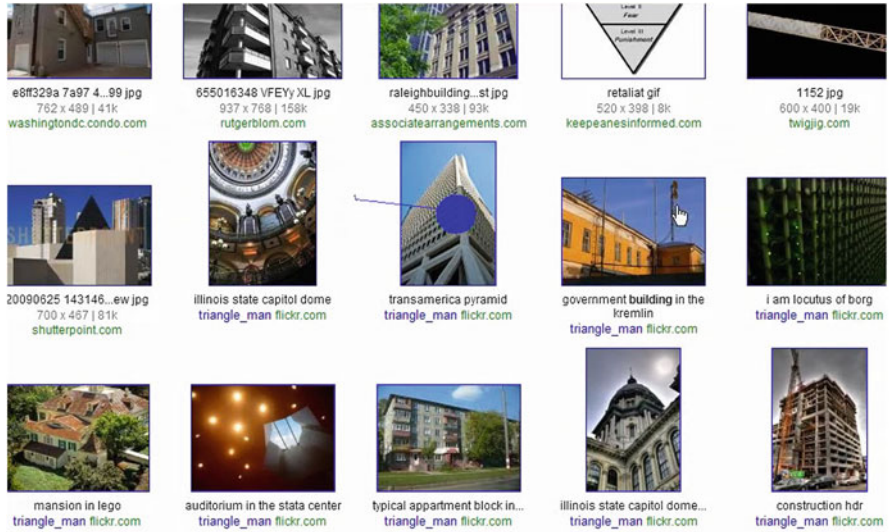 Level II
Fear
Level III
Punishment
e8ff329a 7a97 4...99 jpg
762 x 489 | 41k
washingtondc.condo.com
655016348 VFEYy XL jpg
937 x 768 | 158k
rutgerblom.com
raleighbuilding...st jpg
450 x 338 | 93k
associatearrangements.com
retaliat gif
520 x 398 | 8k
keepeanesinformed.com
1152 jpg
600 x 400 | 19k
twigjig.com
20090625 143146...ew jpg
700 x 467 | 81k
shutterpoint.com
illinois state capitol dome
triangle_man flickr.com
transamerica pyramid
triangle_man flickr.com
government building in the
kremlin
triangle_man flickr.com
i am locutus of borg
triangle_man flickr.com
mansion in lego
triangle_man flickr.com
auditorium in the stata center
triangle_man flickr.com
typical appartment block in...
triangle_man flickr.com
illinois state capitol dome...
triangle_man flickr.com
construction hdr
triangle_man flickr.com